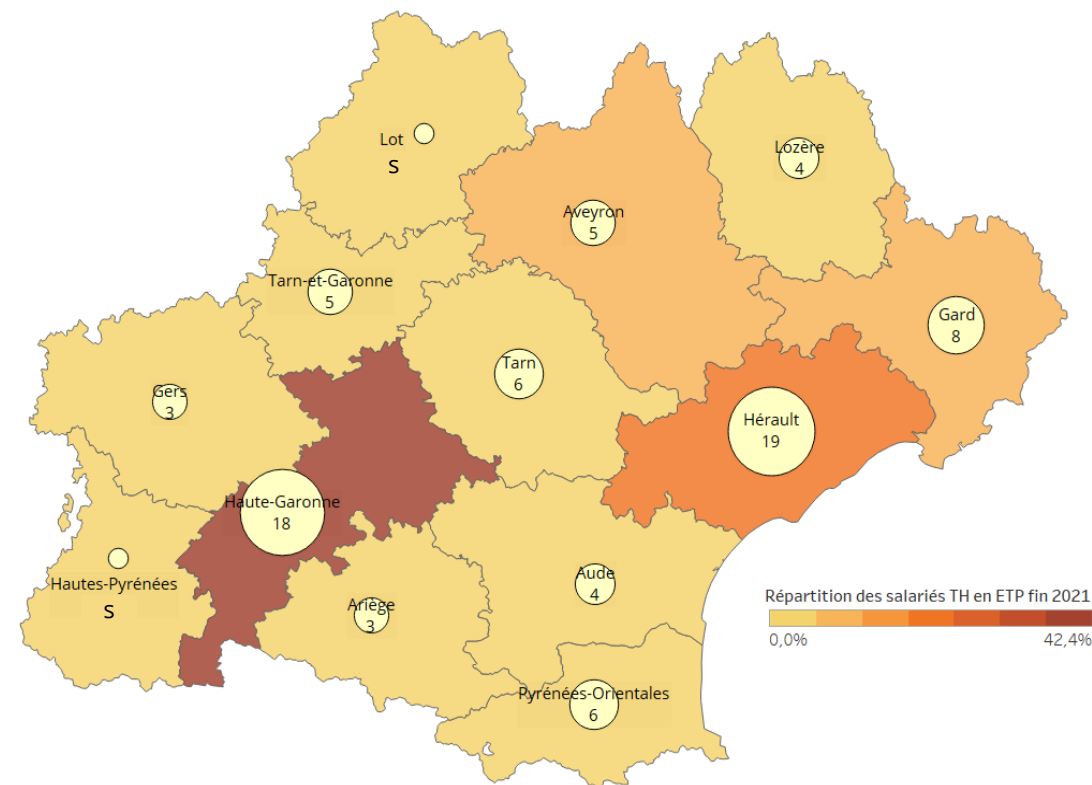 Lot
S
Lozère
4
Aveyron
5
Tarn-et-Garonne
5
Gard
8
Tarn
6
Gers
3
Hérault
19
Haute-Garonne
18
Hautes-Pyrénées
S
Aude
4
Ariège
3
Répartition des salariés TH en ETP fin 2021
0,0% 42,4%
Pyrénées-Orientales
6